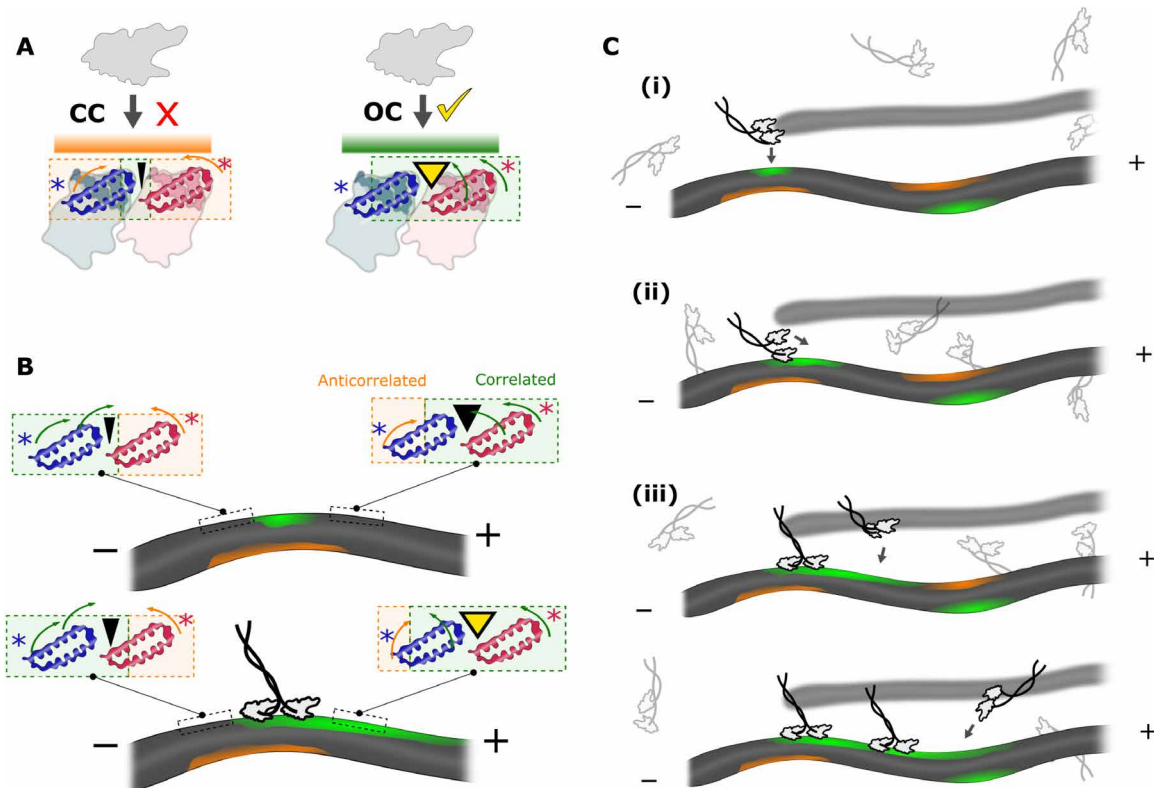 A
CC
X
OC
*
*
*
*
B
Anticorrelated
Correlated
*
*
*
*
−
+
*
*
*
*
−
+
C
(i)
+
−
(ii)
+
−
(iii)
+
−
+
−